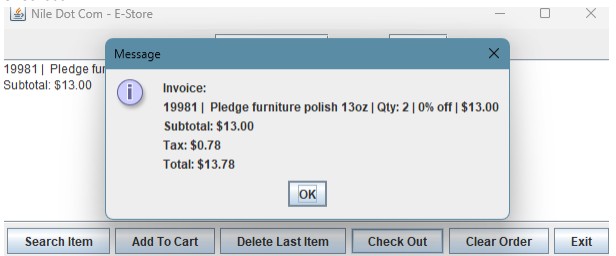 Nile Dot Com - E-Store
Message
19981 | Pledge fur
Subtotal: $13.00
Invoice:
19981 | Pledge furniture polish 13oz | Qty: 2 | 0% off | $13.00
Subtotal: $13.00
Tax: $0.78
Total: $13.78
OK
Search Item Add To Cart Delete Last Item Check Out Clear Order Exit